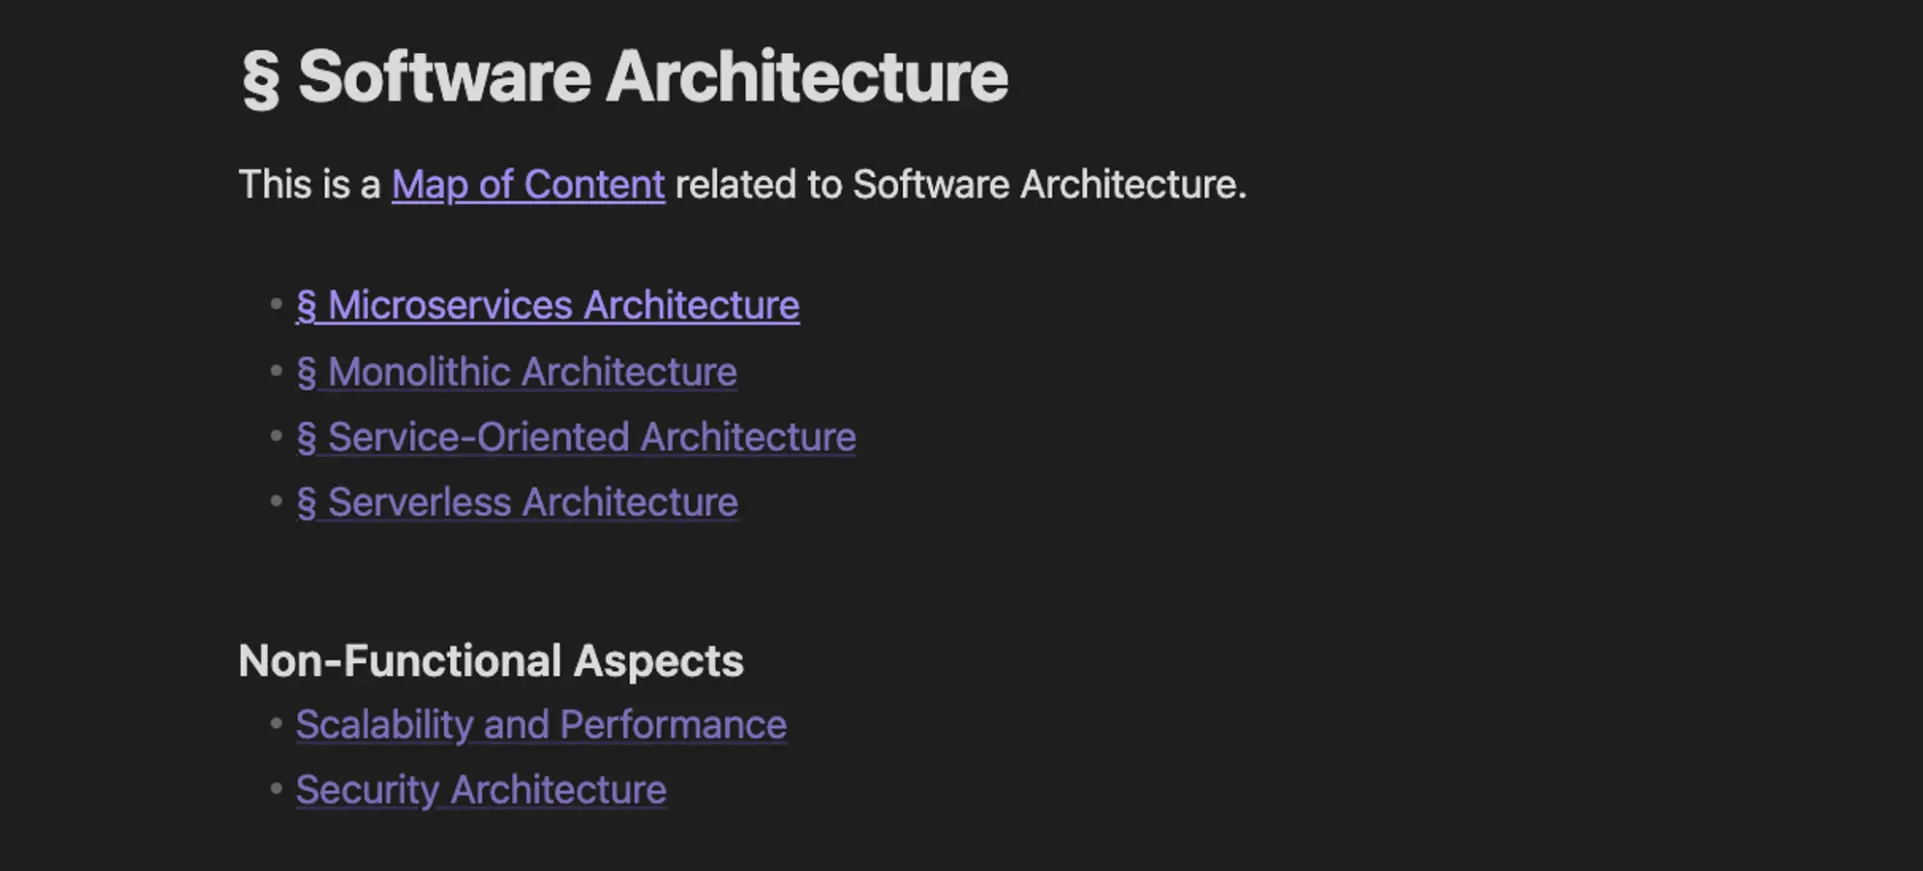 § Software Architecture
This is a Map of Content related to Software Architecture.
• § Microservices Architecture
• § Monolithic Architecture
• § Service-Oriented Architecture
• § Serverless Architecture
Non-Functional Aspects
• Scalability and Performance
• Security Architecture